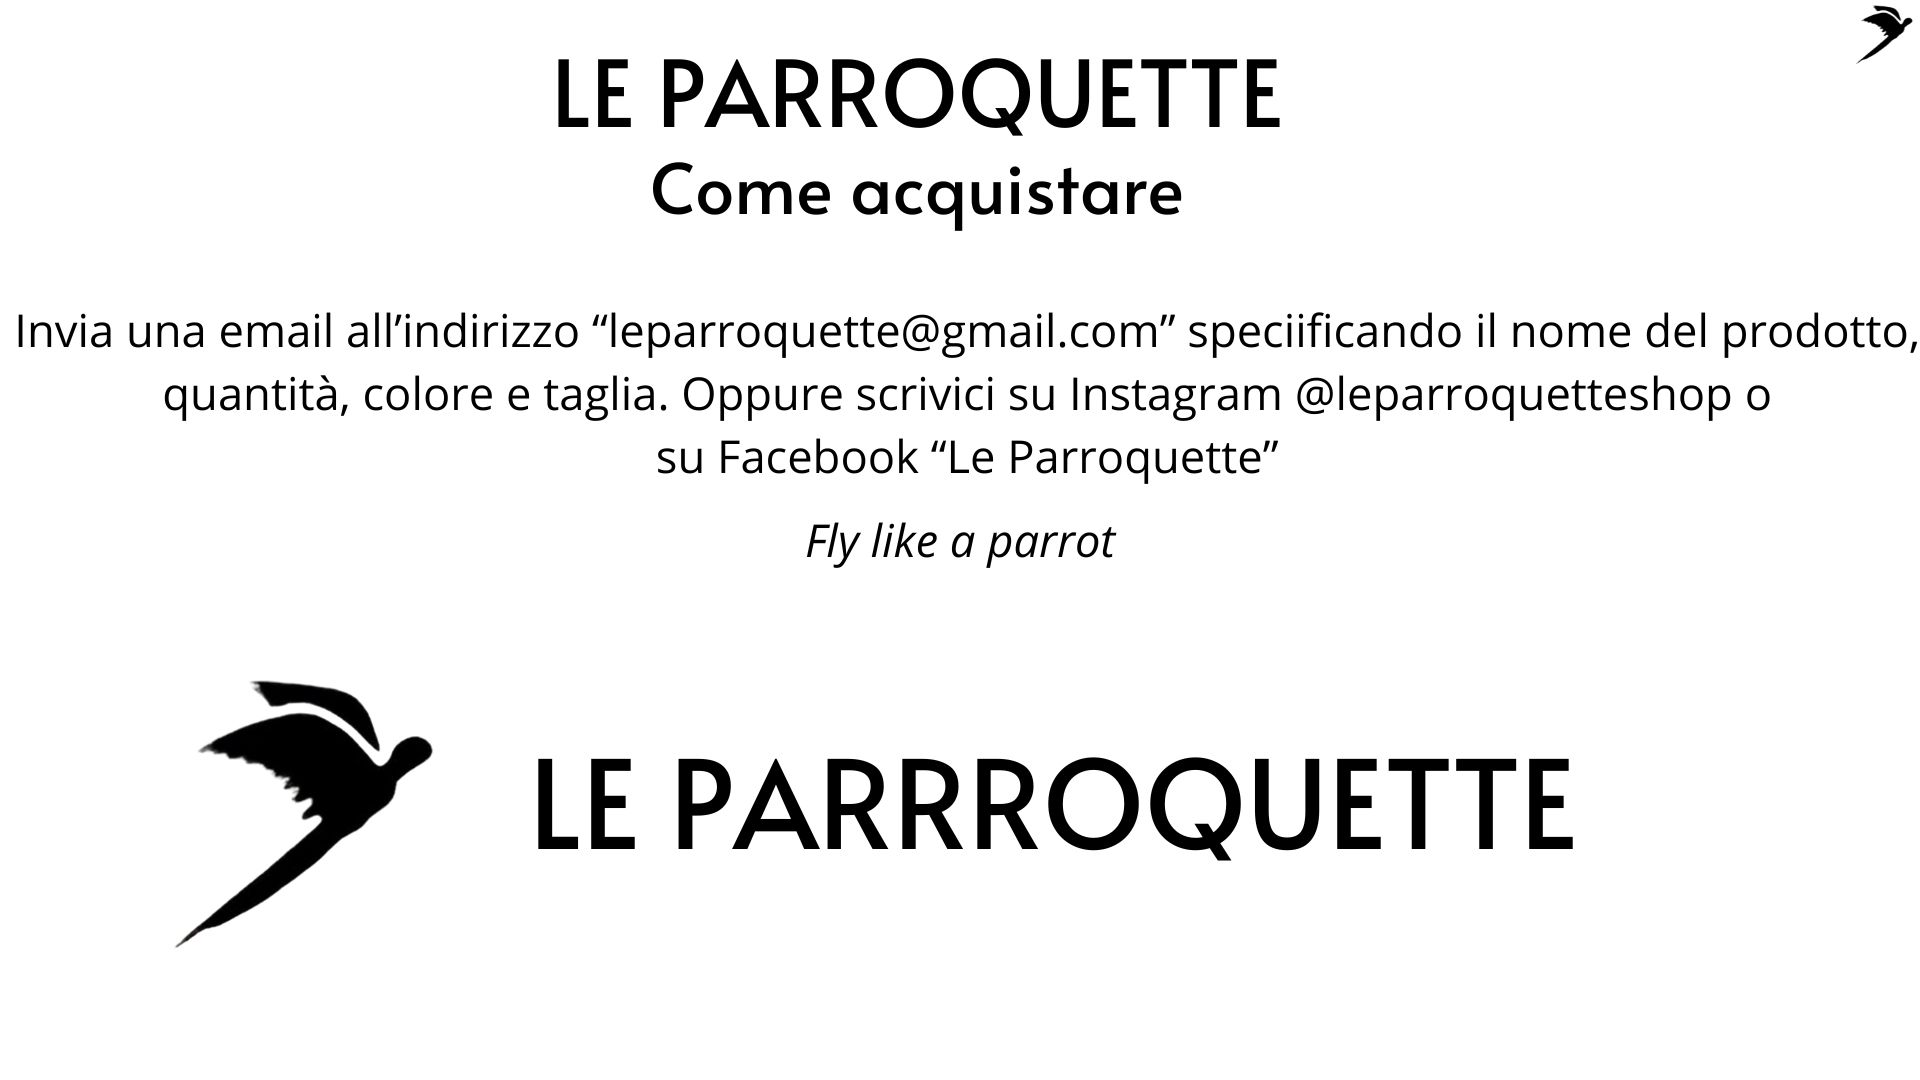 LE PARROQUETTE
Come acquistare
Invia una email all’indirizzo “leparroquette@gmail.com” speciificando il nome del prodotto,
quantità, colore e taglia. Oppure scrivici su Instagram @leparroquetteshop o
su Facebook “Le Parroquette”
Fly like a parrot
LE PARRROQUETTE